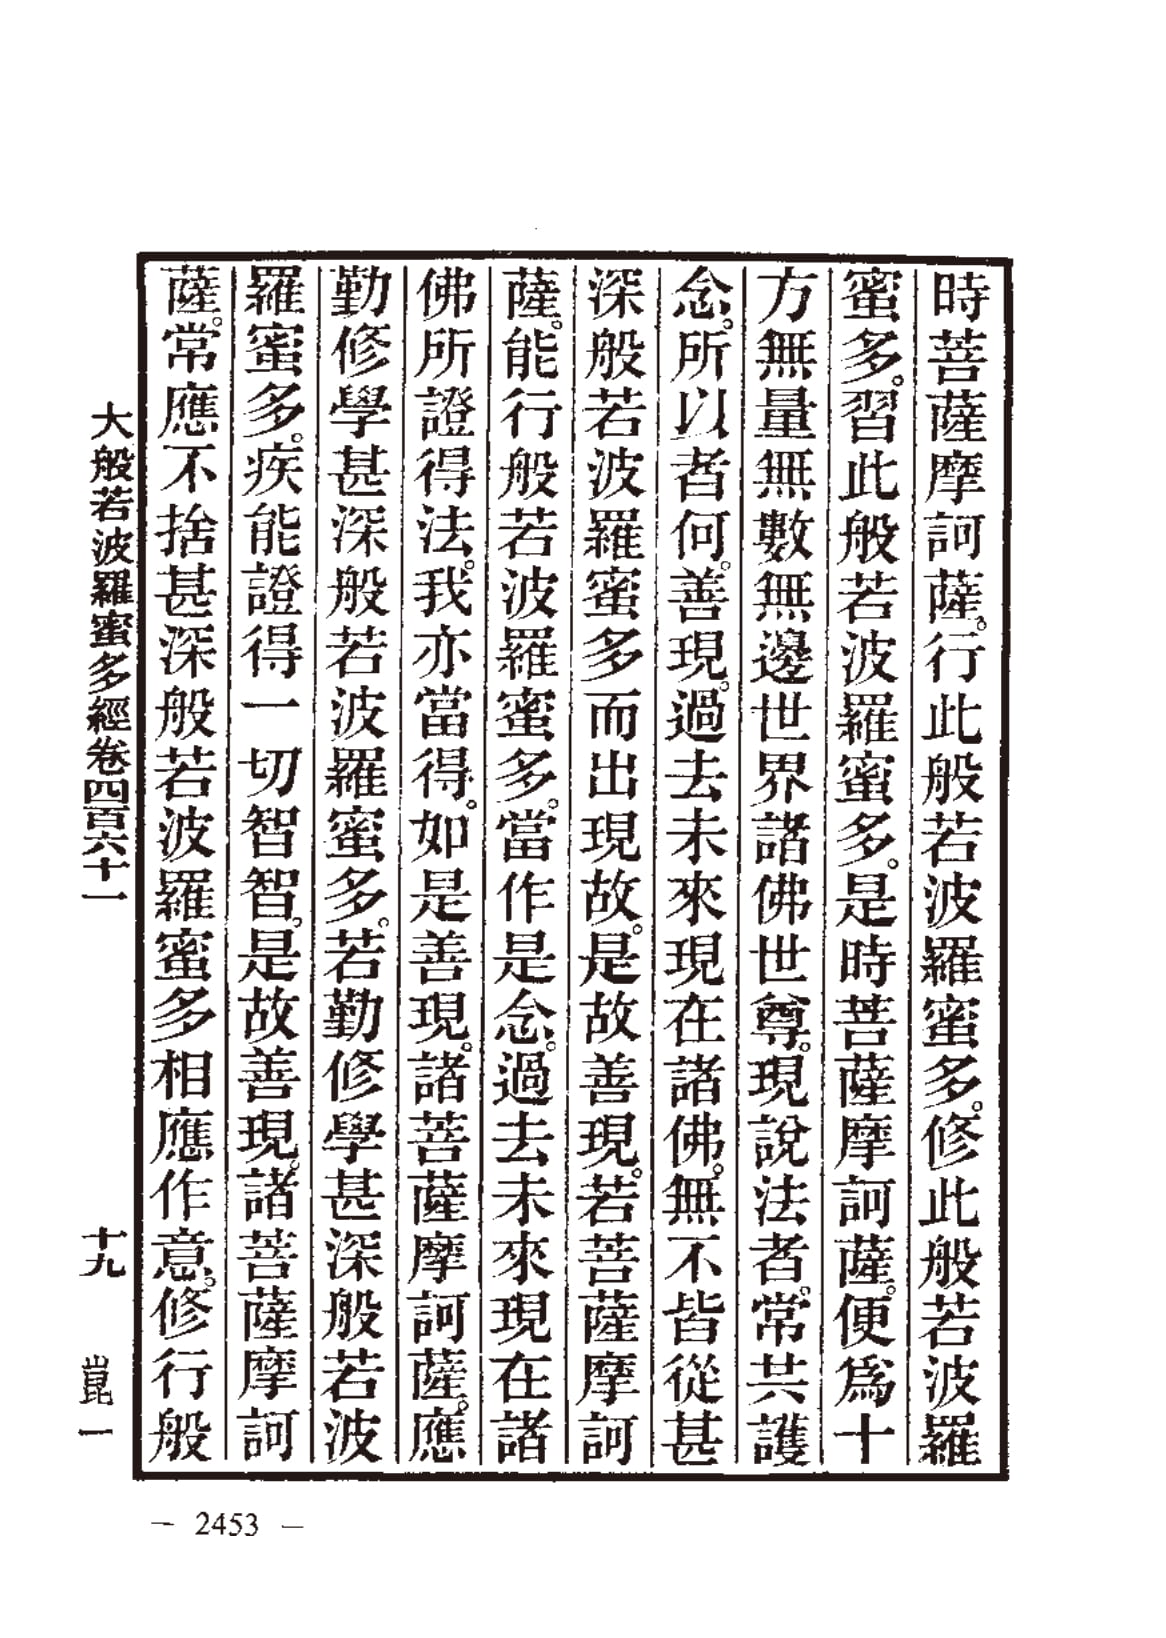 時菩薩摩訶薩。行此般若波羅蜜多。修此般若波羅
蜜多。習此般若波羅蜜多。是時菩薩摩訶薩。便爲十
方無量無數無邊世界諸佛世尊。現說法者。常共護
念。所以者何。善現。過去未來現在諸佛。無不皆從甚
深般若波羅蜜多而出現故。是故善現。若菩薩摩訶
薩。能行般若波羅蜜多。當作是念。過去未來現在諸
佛所證得法。我亦當得。如是善現。諸菩薩摩訶薩。應
勤修學甚深般若波羅蜜多。若勤修學甚深般若波
羅蜜多。疾能證得一切智智。是故善現。諸菩薩摩訶
薩。常應不捨甚深般若波羅蜜多相應作意。修行般
大般若波羅蜜多經卷四百六十一 十九 崑一
— 2453 —